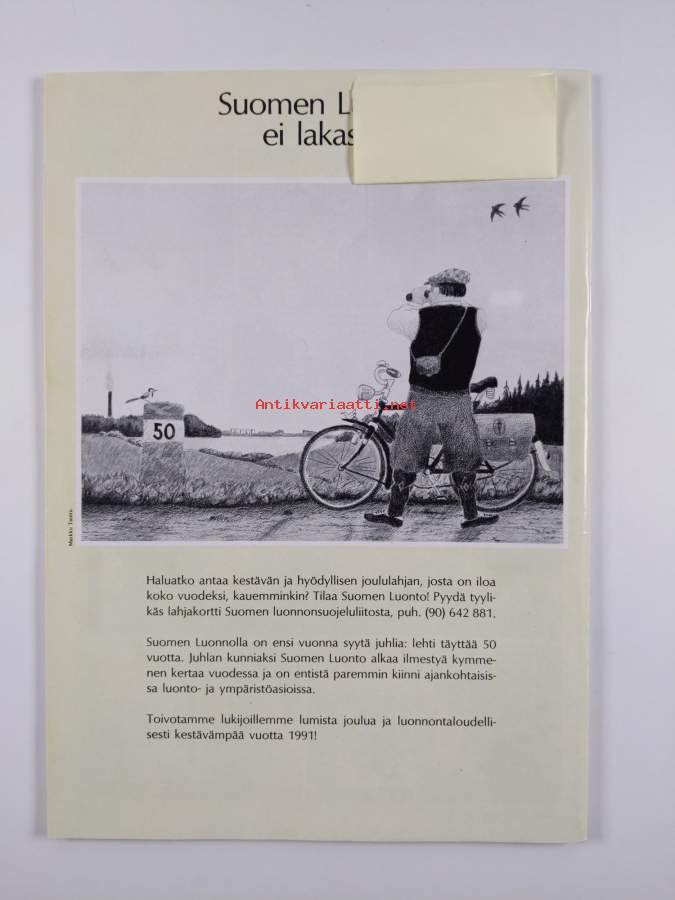 Suomen
ei
50
Antikvariaatti.net
Haluatko antaa kestävän ja hyödyllisen joululahjan, josta on iloa
koko vuodeksi, kauemminkin? Tilaa Suomen Luonto! Pyydä tyyli-
käs lahjakortti Suomen luonnonsuojeluliitosta, puh. (90) 642 881.
Suomen Luonnolla on ensi vuonna syytä juhlia: lehti täyttää 50
vuotta. Juhlan kunniaksi Suomen Luonto alkaa ilmestyä kymme-
nen kertaa vuodessa ja on entistä paremmin kiinni ajankohtaisis-
sa luonto- ja ympäristöasioissa.
Toivotamme lukijoillemme lumista joulua ja luonnontaloudelli-
sesti kestävämpää vuotta 1991!